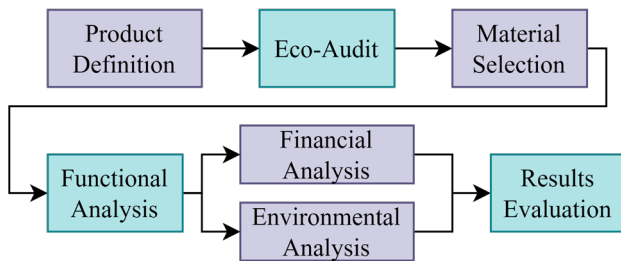 Product
Definition
Eco-Audit
Material
Selection
Functional
Analysis
Financial
Analysis
Environmental
Analysis
Results
Evaluation